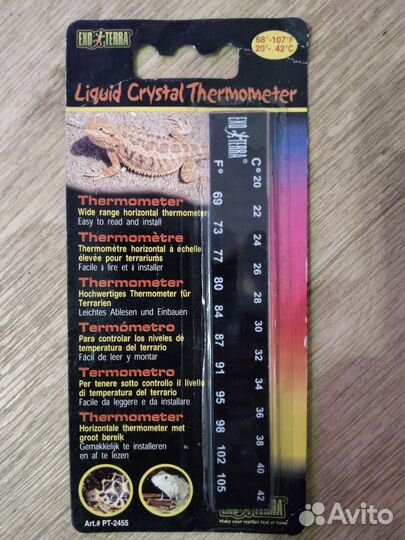 EXO TERRA
68°-107°F
20°- 42°C
Liquid Crystal Thermometer
Thermometer
Wide range horizontal thermometer
Easy to read and install
Thermomètre
Thermomètre horizontal à échelle
élevée pour terrariums
Facile à lire et à installer
Thermometer
Hochwertiges Thermometer für
Terrarien
Leichtes Ablesen und Einbauen
Termómetro
Para controlar los niveles de
temperatura del terrario
Fácil de leer y montar
Termometro
Per tenere sotto controllo il livello
di temperatura del terrario
Facile da leggere e da installare
Thermometer
Horizontale thermometer met
groot bereik
Gemakkelijk te installeren
en af te lezen
Art.# PT-2455
EXO TERRA®
F° C°
20
69 22
73 24
77 26
80 28
84 30
87 32
91 34
95 36
98 38
102 40
105 42
EXO TERRA
Make your reptiles feel at home!
Avito